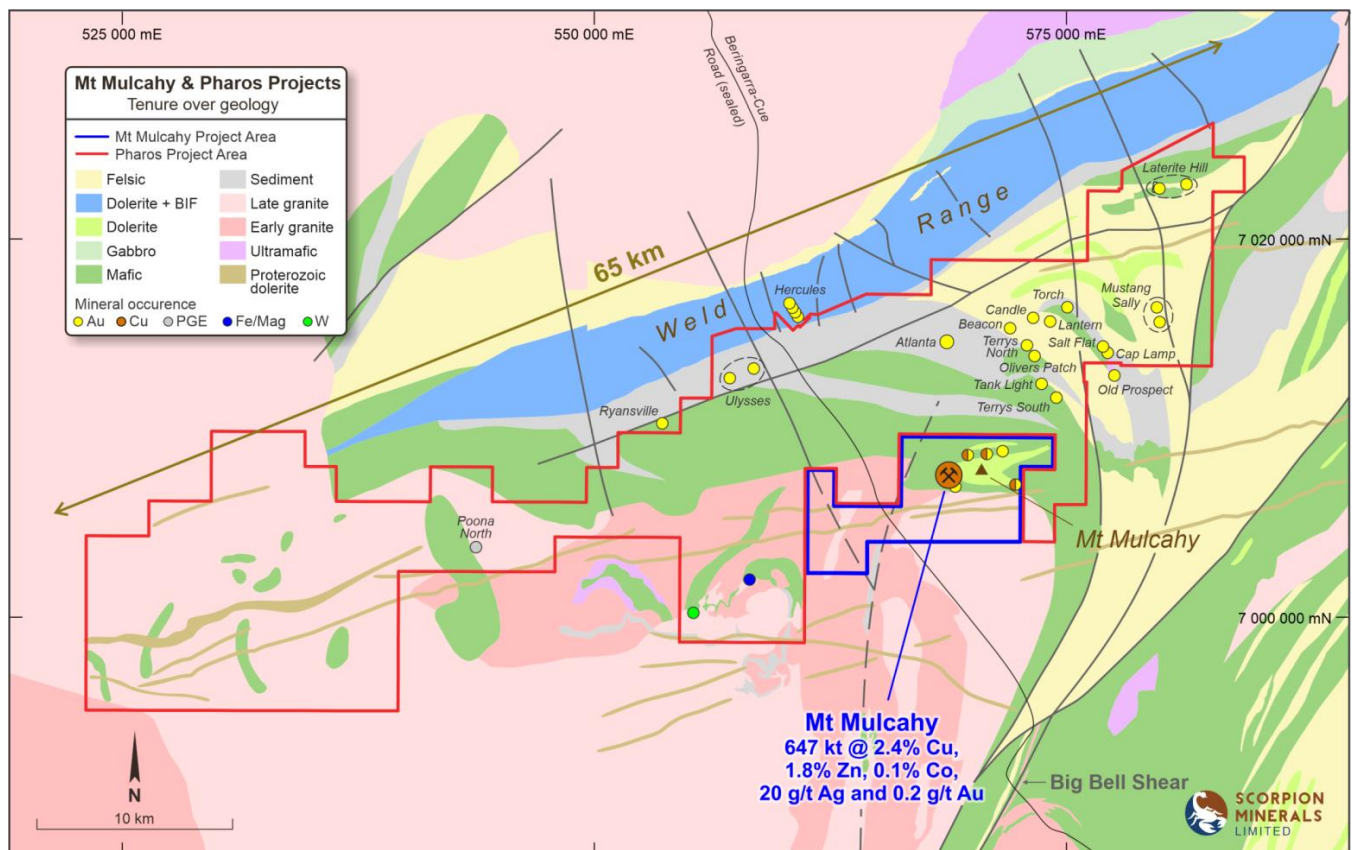 525 000 mE
550 000 mE
575 000 mE
Mt Mulcahy & Pharos Projects
Tenure over geology
Mt Mulcahy Project Area
Pharos Project Area
Felsic
Sediment
Dolerite + BIF
Late granite
Dolerite
Early granite
Gabbro
Ultramafic
Mafic
Proterozoic
dolerite
Mineral occurence
Au
Cu
PGE
Fe/Mag
W
Beringarra-Cue
Road (sealed)
65 km
Weld Range
Laterite Hill
7 020 000 mN
Hercules
Torch
Mustang
Sally
Candle
Lantern
Beacon
Atlanta
Terrys
North
Salt Flat
Cap Lamp
Olivers Patch
Tank Light
Old Prospect
Terrys South
Ulysses
Ryansville
Poona
North
Mt Mulcahy
7 000 000 mN
Mt Mulcahy
647 kt @ 2.4% Cu,
1.8% Zn, 0.1% Co,
20 g/t Ag and 0.2 g/t Au
Big Bell Shear
N
10 km
SCORPION
MINERALS
LIMITED